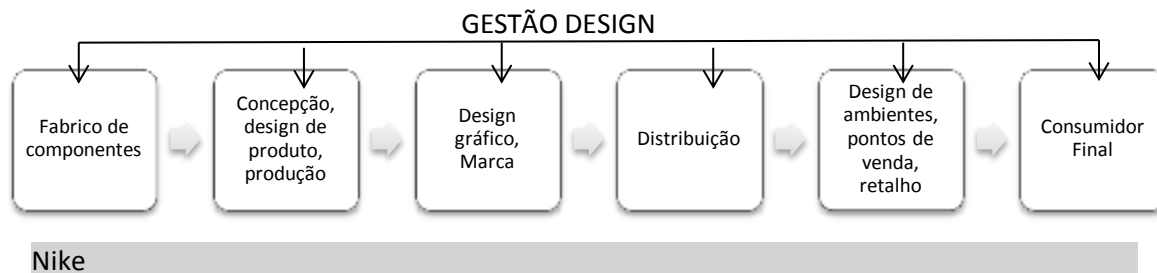 GESTÃO DESIGN
Fabrico de
componentes
Concepção,
design de
produto,
produção
Design
gráfico,
Marca
Distribuição
Design de
ambientes,
pontos de
venda,
retalho
Consumidor
Final
Nike